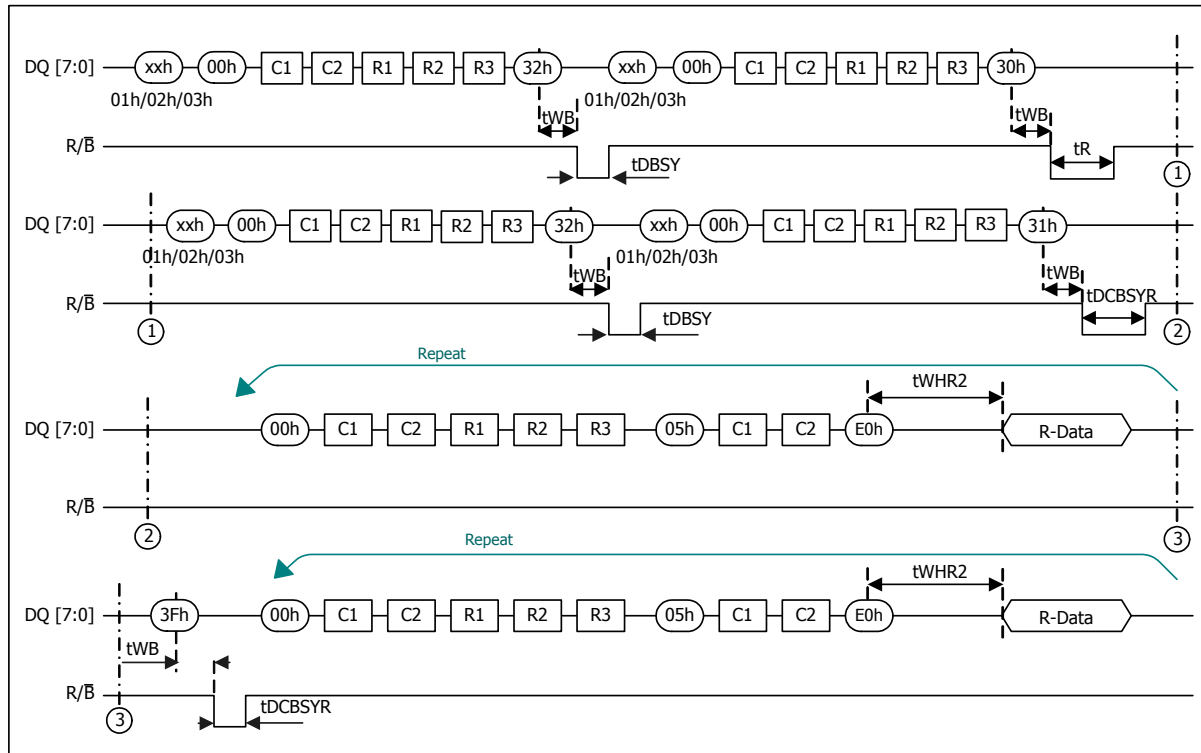 DQ [7:0] xxh 00h C1 C2 R1 R2 R3 32h xxh 00h C1 C2 R1 R2 R3 30h
01h/02h/03h 01h/02h/03h
tWB tWB
R/B̅ tR
tDBSY 1
DQ [7:0] xxh 00h C1 C2 R1 R2 R3 32h xxh 00h C1 C2 R1 R2 R3 31h
01h/02h/03h 01h/02h/03h
tWB tWB
R/B̅ tDCBSYR
1 tDBSY 2
Repeat
tWHR2
DQ [7:0] 00h C1 C2 R1 R2 R3 05h C1 C2 E0h R-Data
R/B̅
2 3
Repeat
tWHR2
DQ [7:0] 3Fh 00h C1 C2 R1 R2 R3 05h C1 C2 E0h R-Data
tWB
R/B̅
3 tDCBSYR